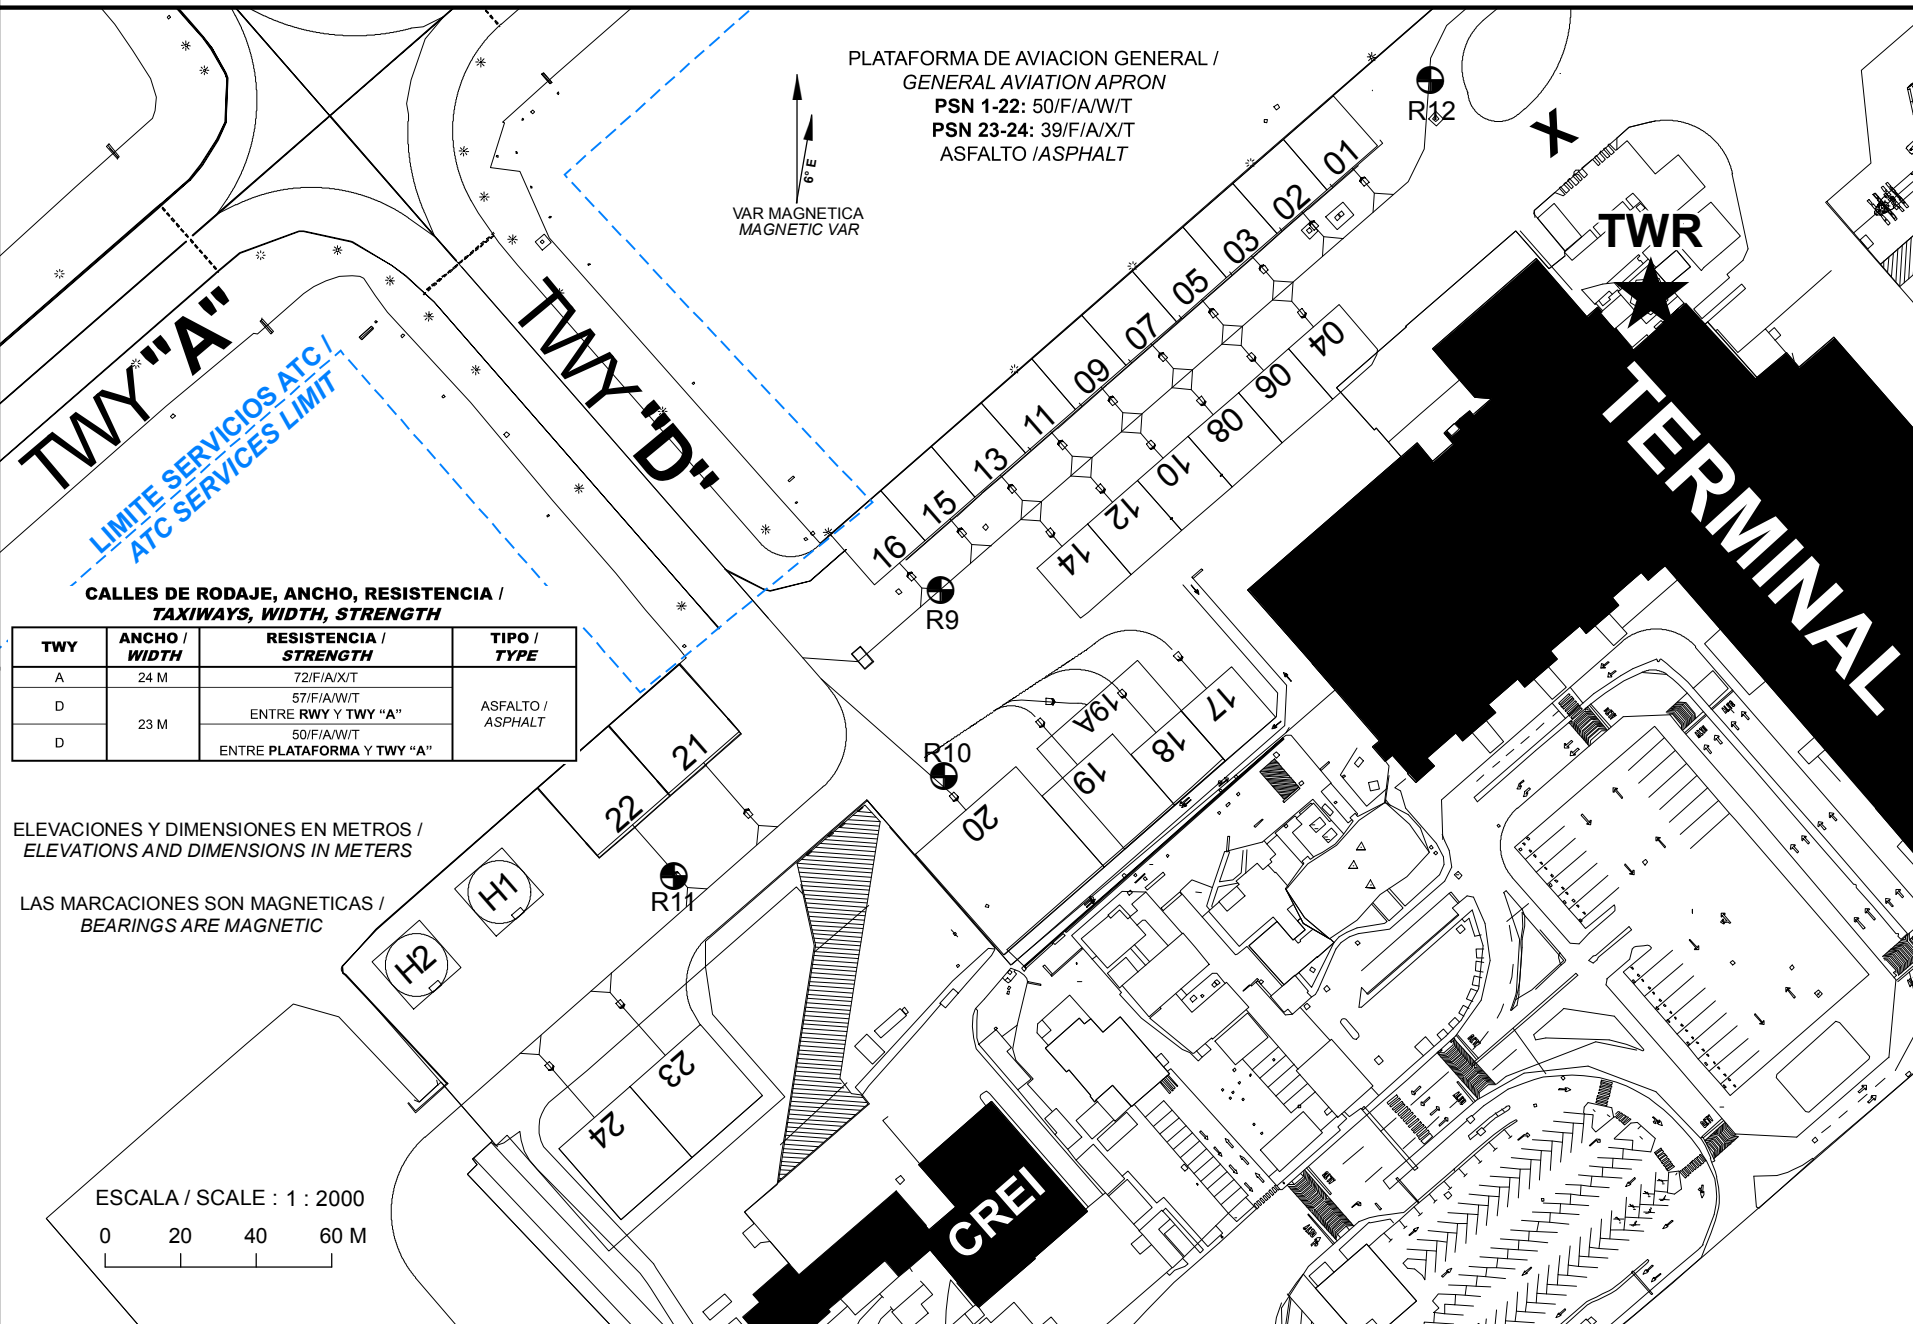 PLATAFORMA DE AVIACION GENERAL /
GENERAL AVIATION APRON
PSN 1-22: 50/F/A/W/T
PSN 23-24: 39/F/A/X/T
ASFALTO /ASPHALT
6° E
VAR MAGNETICA
MAGNETIC VAR
R12
X
TWR
TERMINAL
01
02
03
05
07
09
11
13
15
16
04
06
08
10
12
14
TWY "A"
TWY "D"
LIMITE SERVICIOS ATC /
ATC SERVICES LIMIT
R9
R10
R11
17
18
19A
19
20
21
22
H1
H2
23
24
CREI
CALLES DE RODAJE, ANCHO, RESISTENCIA /
TAXIWAYS, WIDTH, STRENGTH
TWY
ANCHO /
WIDTH
RESISTENCIA /
STRENGTH
TIPO /
TYPE
A
24 M
72/F/A/X/T
D
57/F/A/W/T
ENTRE RWY Y TWY “A”
23 M
ASFALTO /
ASPHALT
D
50/F/A/W/T
ENTRE PLATAFORMA Y TWY “A”
ELEVACIONES Y DIMENSIONES EN METROS /
ELEVATIONS AND DIMENSIONS IN METERS
LAS MARCACIONES SON MAGNETICAS /
BEARINGS ARE MAGNETIC
ESCALA / SCALE : 1 : 2000
0 20 40 60 M